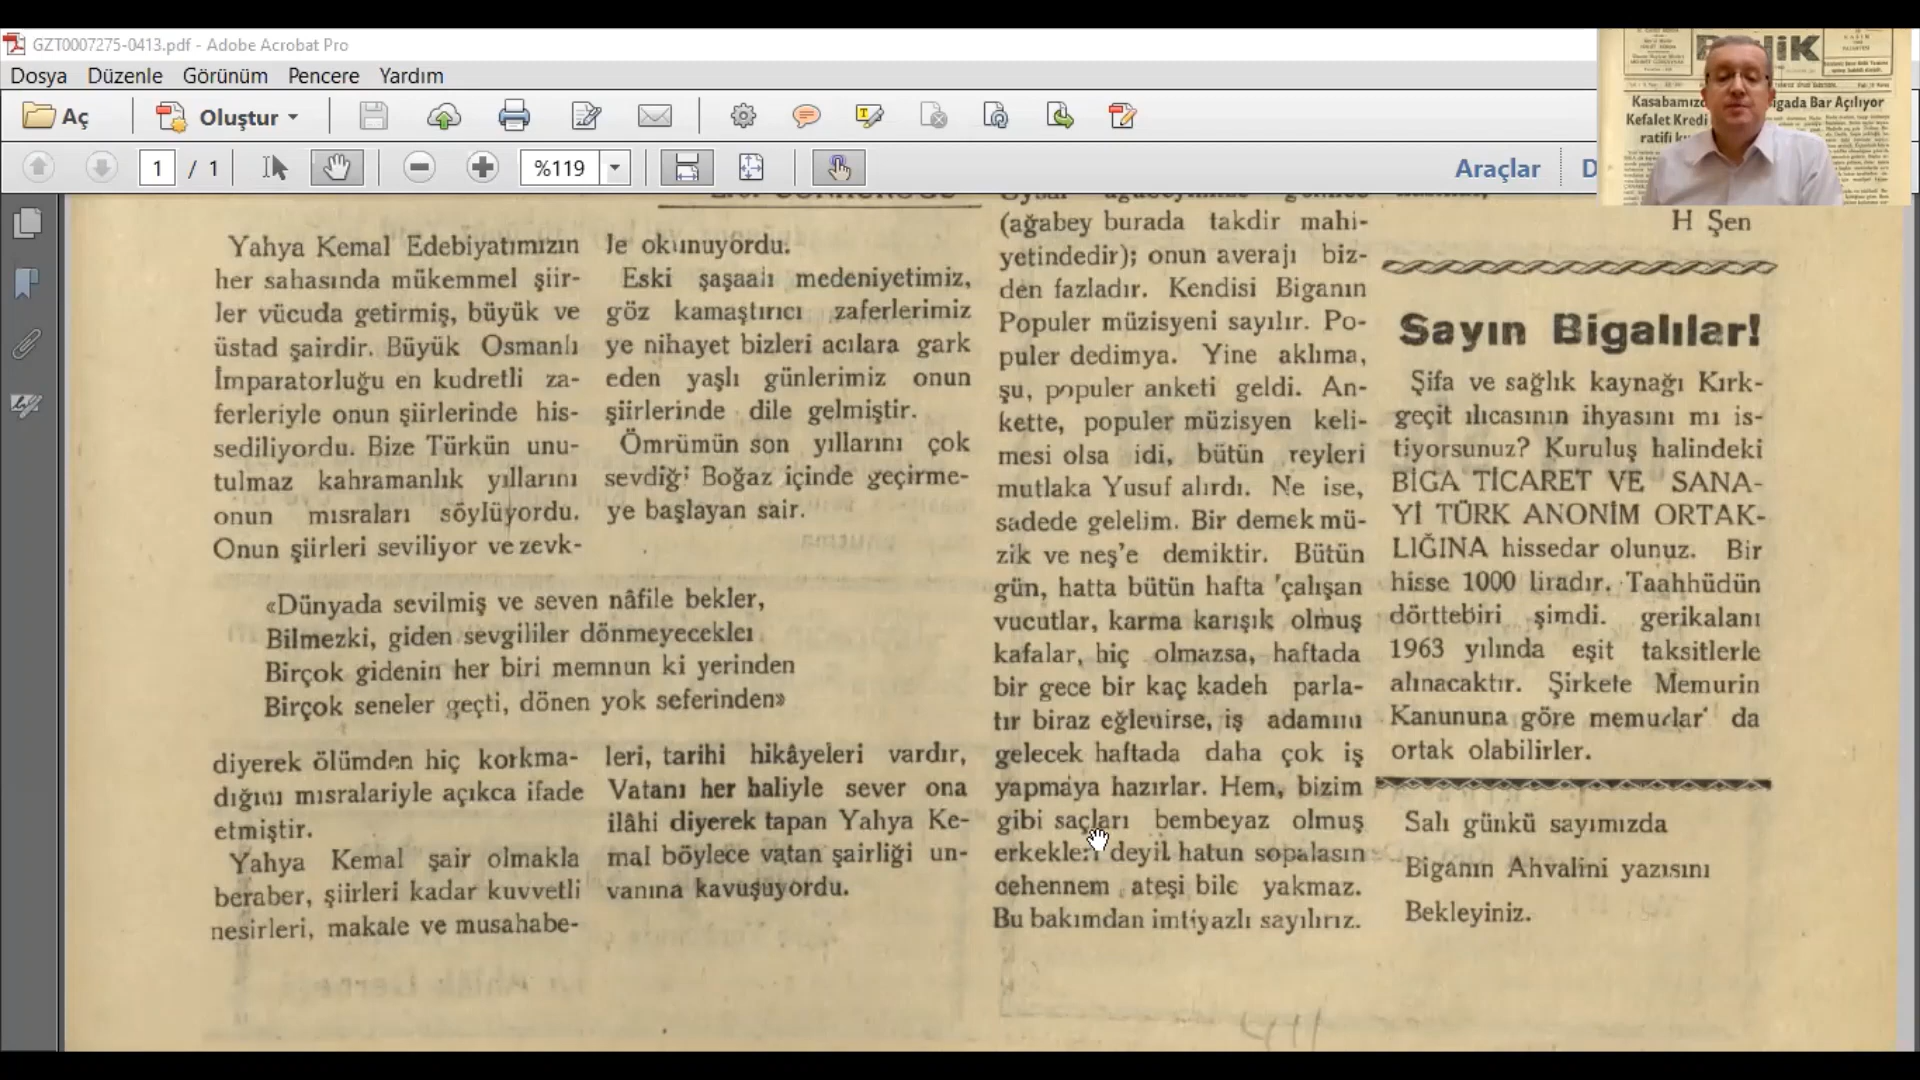 GZT0007275-0413.pdf - Adobe Acrobat Pro
Dosya Düzenle Görünüm Pencere Yardım
Aç
Oluştur
1 / 1
%119
Araçlar
BİRLİK
Kefalet Kredi
Bar Açılıyor
Yahya Kemal Edebiyatımızın
her sahasında mükemmel şiir-
ler vücuda getirmiş, büyük ve
üstad şairdir. Büyük Osmanlı
İmparatorluğu en kudretli za-
ferleriyle onun şiirlerinde his-
sediliyordu. Bize Türkün unu-
tulmaz kahramanlık yıllarını
onun mısraları söylüyordu.
Onun şiirleri seviliyor ve zevk-
le okunuyordu.
Eski şaşaalı medeniyetimiz,
göz kamaştırıcı zaferlerimiz
ye nihayet bizleri acılara gark
eden yaşlı günlerimiz onun
şiirlerinde dile gelmiştir.
Ömrümün son yıllarını çok
sevdiği Boğaz içinde geçirme-
ye başlayan sair.
«Dünyada sevilmiş ve seven nâfile bekler,
Bilmezki, giden sevgililer dönmeyecekler
Birçok gidenin her biri memnun ki yerinden
Birçok seneler geçti, dönen yok seferinden»
diyerek ölümden hiç korkma-
dığını mısralariyle açıkca ifade
etmiştir.
Yahya Kemal şair olmakla
beraber, şiirleri kadar kuvvetli
nesirleri, makale ve musahabe-
leri, tarihi hikâyeleri vardır,
Vatanı her haliyle sever ona
ilâhi diyerek tapan Yahya Ke-
mal böylece vatan şairliği un-
vanına kavuşuyordu.
(ağabey burada takdir mahi-
yetindedir); onun averajı biz-
den fazladır. Kendisi Biganın
Populer müzisyeni sayılır. Po-
puler dedimya. Yine aklıma,
şu, populer anketi geldi. An-
kette, populer müzisyen keli-
mesi olsa idi, bütün reyleri
mutlaka Yusuf alırdı. Ne ise,
sadede gelelim. Bir demek mü-
zik ve neş'e demiktir. Bütün
gün, hatta bütün hafta 'çalışan
vucutlar, karma karışık olmuş
kafalar, hiç olmazsa, haftada
bir gece bir kaç kadeh parla-
tır biraz eğlenirse, iş adamını
gelecek haftada daha çok iş
yapmaya hazırlar. Hem, bizim
gibi saçları bembeyaz olmuş
erkekleri deyil hatun sopalasın
cehennem ateşi bile yakmaz.
Bu bakımdan imtiyazlı sayılırız.
H Şen
Sayın Bigalılar!
Şifa ve sağlık kaynağı Kırk-
geçit ılıcasının ihyasını mı is-
tiyorsunuz? Kuruluş halindeki
BİGA TİCARET VE SANA-
Yİ TÜRK ANONİM ORTAK-
LIĞINA hissedar olunuz. Bir
hisse 1000 liradır. Taahhüdün
dörttebiri şimdi. gerikalanı
1963 yılında eşit taksitlerle
alınacaktır. Şirkete Memurin
Kanununa göre memurlar da
ortak olabilirler.
Salı günkü sayımızda
Biganın Ahvalini yazısını
Bekleyiniz.